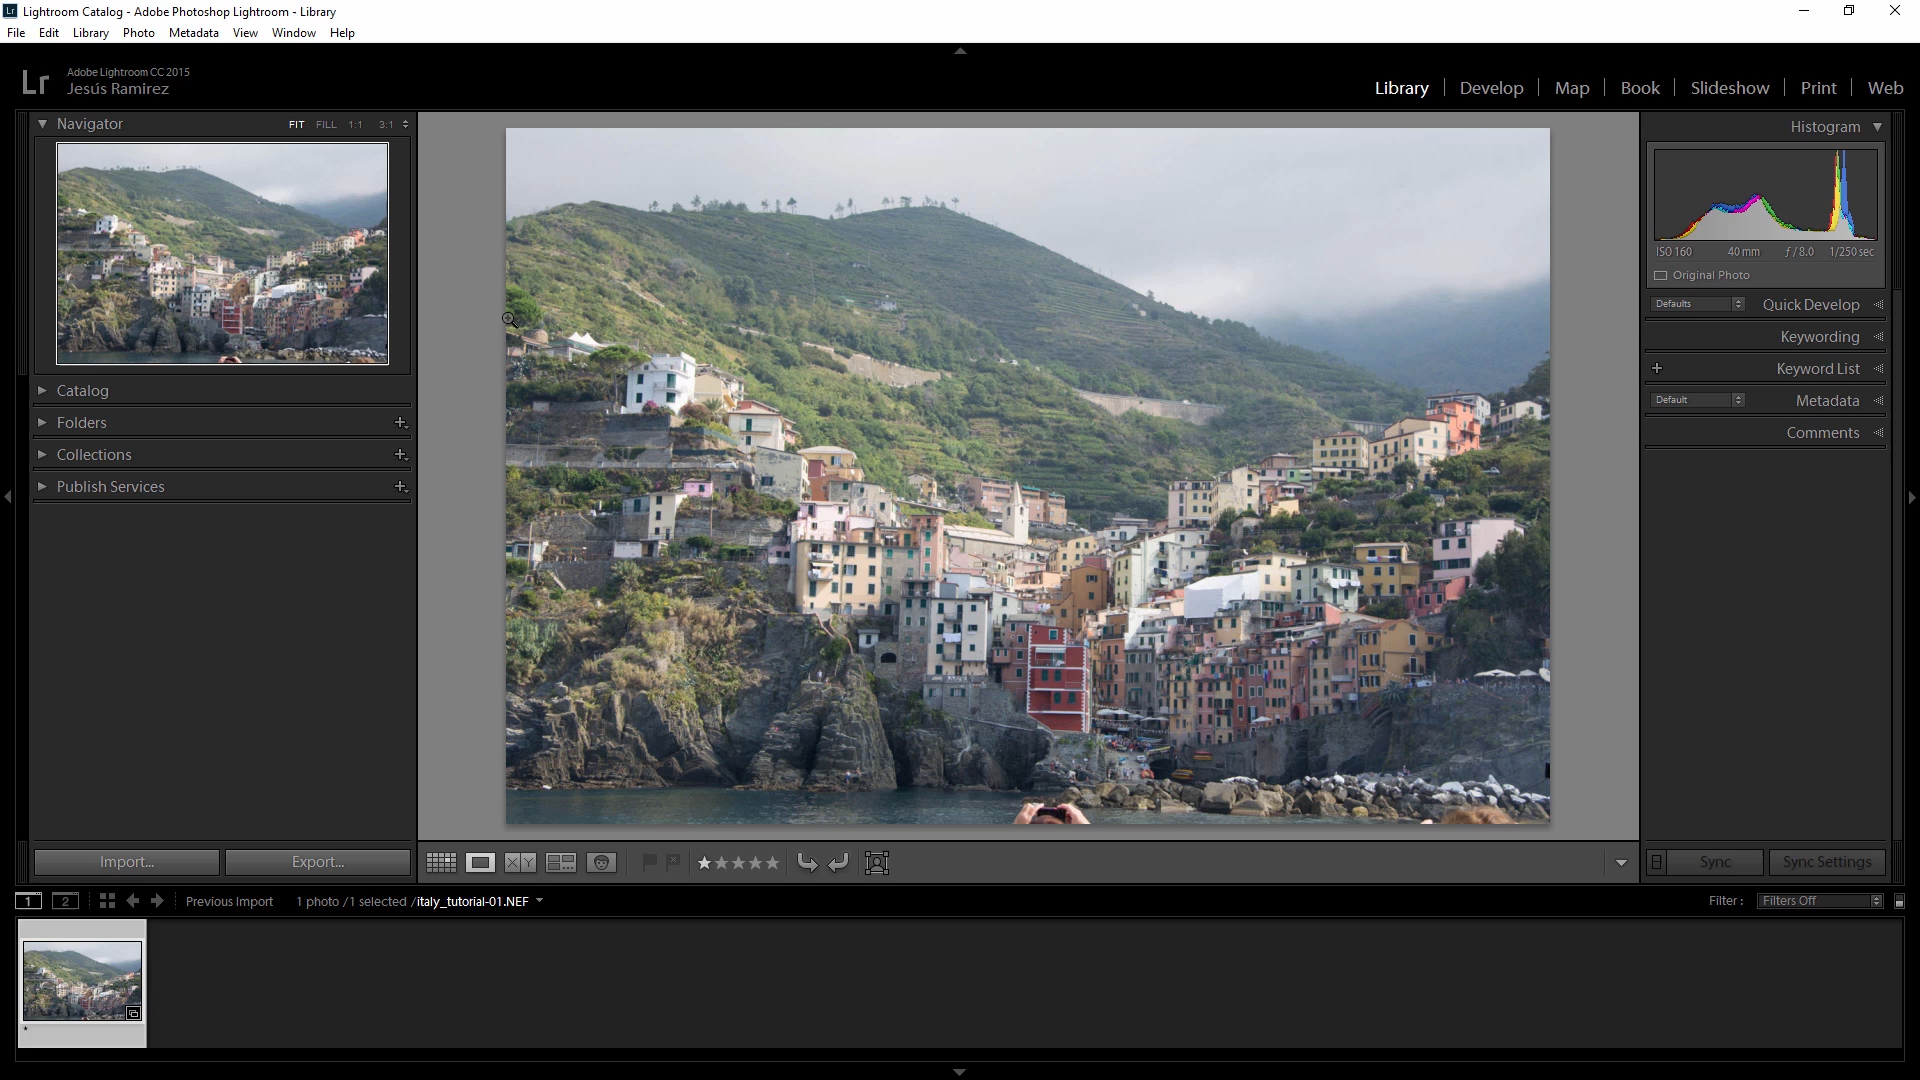 Lr Lightroom Catalog - Adobe Photoshop Lightroom - Library
File Edit Library Photo Metadata View Window Help
Lr
Adobe Lightroom CC 2015
Jesús Ramirez
Library Develop Map Book Slideshow Print Web
Navigator FIT FILL 1:1 3:1
Catalog
Folders
Collections
Publish Services
Import... Export...
Histogram
ISO 160 40 mm ƒ / 8.0 1/250 sec
Original Photo
Defaults Quick Develop
Keywording
Keyword List
Default Metadata
Comments
X Y
Sync Sync Settings
1 2 Previous Import 1 photo / 1 selected / italy_tutorial-01.NEF
Filter : Filters Off